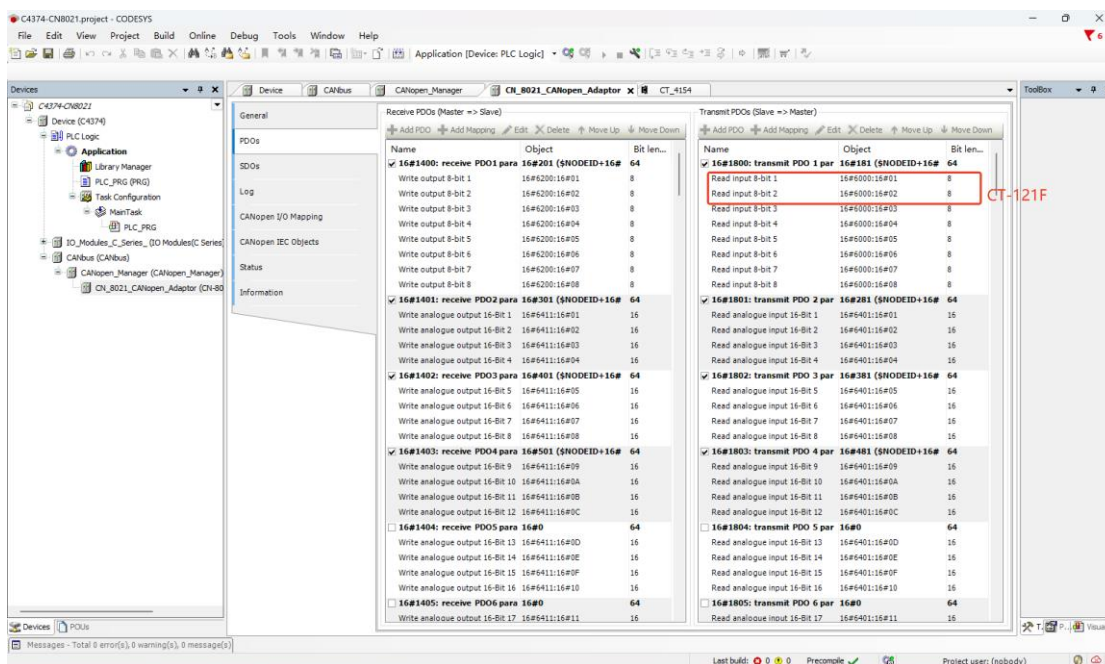 C4374-CN8021.project - CODESYS
File Edit View Project Build Online Debug Tools Window Help
6
Application [Device: PLC Logic]
Devices
Device
CANbus
CANopen_Manager
CN_8021_CANopen_Adaptor
CT_4154
ToolBox
C4374-CN8021
Device (C4374)
PLC Logic
Application
Library Manager
PLC_PRG (PRG)
Task Configuration
MainTask
PLC_PRG
IO_Modules_C_Series_ (IO Modules(C Series
CANbus (CANbus)
CANopen_Manager (CANopen_Manager)
CN_8021_CANopen_Adaptor (CN-80
General
PDOs
SDOs
Log
CANopen I/O Mapping
CANopen IEC Objects
Status
Information
Receive PDOs (Master => Slave)
Add PDO Add Mapping Edit Delete Move Up Move Down
Name Object Bit len...
16#1400: receive PDO1 par 16#201 ($NODEID+16# 64
Write output 8-bit 1 16#6200:16#01 8
Write output 8-bit 2 16#6200:16#02 8
Write output 8-bit 3 16#6200:16#03 8
Write output 8-bit 4 16#6200:16#04 8
Write output 8-bit 5 16#6200:16#05 8
Write output 8-bit 6 16#6200:16#06 8
Write output 8-bit 7 16#6200:16#07 8
Write output 8-bit 8 16#6200:16#08 8
16#1401: receive PDO2 para 16#301 ($NODEID+16# 64
Write analogue output 16-Bit 1 16#6411:16#01 16
Write analogue output 16-Bit 2 16#6411:16#02 16
Write analogue output 16-Bit 3 16#6411:16#03 16
Write analogue output 16-Bit 4 16#6411:16#04 16
16#1402: receive PDO3 para 16#401 ($NODEID+16# 64
Write analogue output 16-Bit 5 16#6411:16#05 16
Write analogue output 16-Bit 6 16#6411:16#06 16
Write analogue output 16-Bit 7 16#6411:16#07 16
Write analogue output 16-Bit 8 16#6411:16#08 16
16#1403: receive PDO4 para 16#501 ($NODEID+16# 64
Write analogue output 16-Bit 9 16#6411:16#09 16
Write analogue output 16-Bit 10 16#6411:16#0A 16
Write analogue output 16-Bit 11 16#6411:16#0B 16
Write analogue output 16-Bit 12 16#6411:16#0C 16
16#1404: receive PDO5 para 16#0 64
Write analogue output 16-Bit 13 16#6411:16#0D 16
Write analogue output 16-Bit 14 16#6411:16#0E 16
Write analogue output 16-Bit 15 16#6411:16#0F 16
Write analogue output 16-Bit 16 16#6411:16#10 16
16#1405: receive PDO6 para 16#0 64
Write analogue output 16-Bit 17 16#6411:16#11 16
Transmit PDOs (Slave => Master)
Add PDO Add Mapping Edit Delete Move Up Move Down
Name Object Bit len...
16#1800: transmit PDO 1 par 16#181 ($NODEID+16# 64
Read input 8-bit 1 16#6000:16#01 8
Read input 8-bit 2 16#6000:16#02 8
CT-121F
Read input 8-bit 3 16#6000:16#03 8
Read input 8-bit 4 16#6000:16#04 8
Read input 8-bit 5 16#6000:16#05 8
Read input 8-bit 6 16#6000:16#06 8
Read input 8-bit 7 16#6000:16#07 8
Read input 8-bit 8 16#6000:16#08 8
16#1801: transmit PDO 2 par 16#281 ($NODEID+16# 64
Read analogue input 16-Bit 1 16#6401:16#01 16
Read analogue input 16-Bit 2 16#6401:16#02 16
Read analogue input 16-Bit 3 16#6401:16#03 16
Read analogue input 16-Bit 4 16#6401:16#04 16
16#1802: transmit PDO 3 par 16#381 ($NODEID+16# 64
Read analogue input 16-Bit 5 16#6401:16#05 16
Read analogue input 16-Bit 6 16#6401:16#06 16
Read analogue input 16-Bit 7 16#6401:16#07 16
Read analogue input 16-Bit 8 16#6401:16#08 16
16#1803: transmit PDO 4 par 16#481 ($NODEID+16# 64
Read analogue input 16-Bit 9 16#6401:16#09 16
Read analogue input 16-Bit 10 16#6401:16#0A 16
Read analogue input 16-Bit 11 16#6401:16#0B 16
Read analogue input 16-Bit 12 16#6401:16#0C 16
16#1804: transmit PDO 5 par 16#0 64
Read analogue input 16-Bit 13 16#6401:16#0D 16
Read analogue input 16-Bit 14 16#6401:16#0E 16
Read analogue input 16-Bit 15 16#6401:16#0F 16
Read analogue input 16-Bit 16 16#6401:16#10 16
16#1805: transmit PDO 6 par 16#0 64
Read analogue input 16-Bit 17 16#6401:16#11 16
Devices POUs
T. P... Visua
Messages - Total 0 error(s), 0 warning(s), 0 message(s)
Last build: 0 0 Precompile Project user: (nobody)